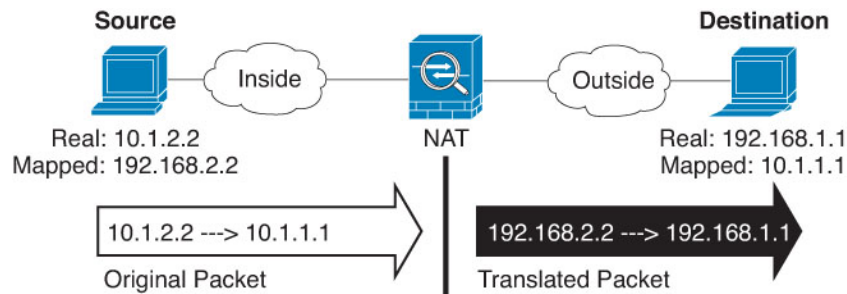 Source
Destination
Inside
Outside
NAT
Real: 10.1.2.2
Mapped: 192.168.2.2
Real: 192.168.1.1
Mapped: 10.1.1.1
10.1.2.2 ---> 10.1.1.1
192.168.2.2 ---> 192.168.1.1
Original Packet
Translated Packet